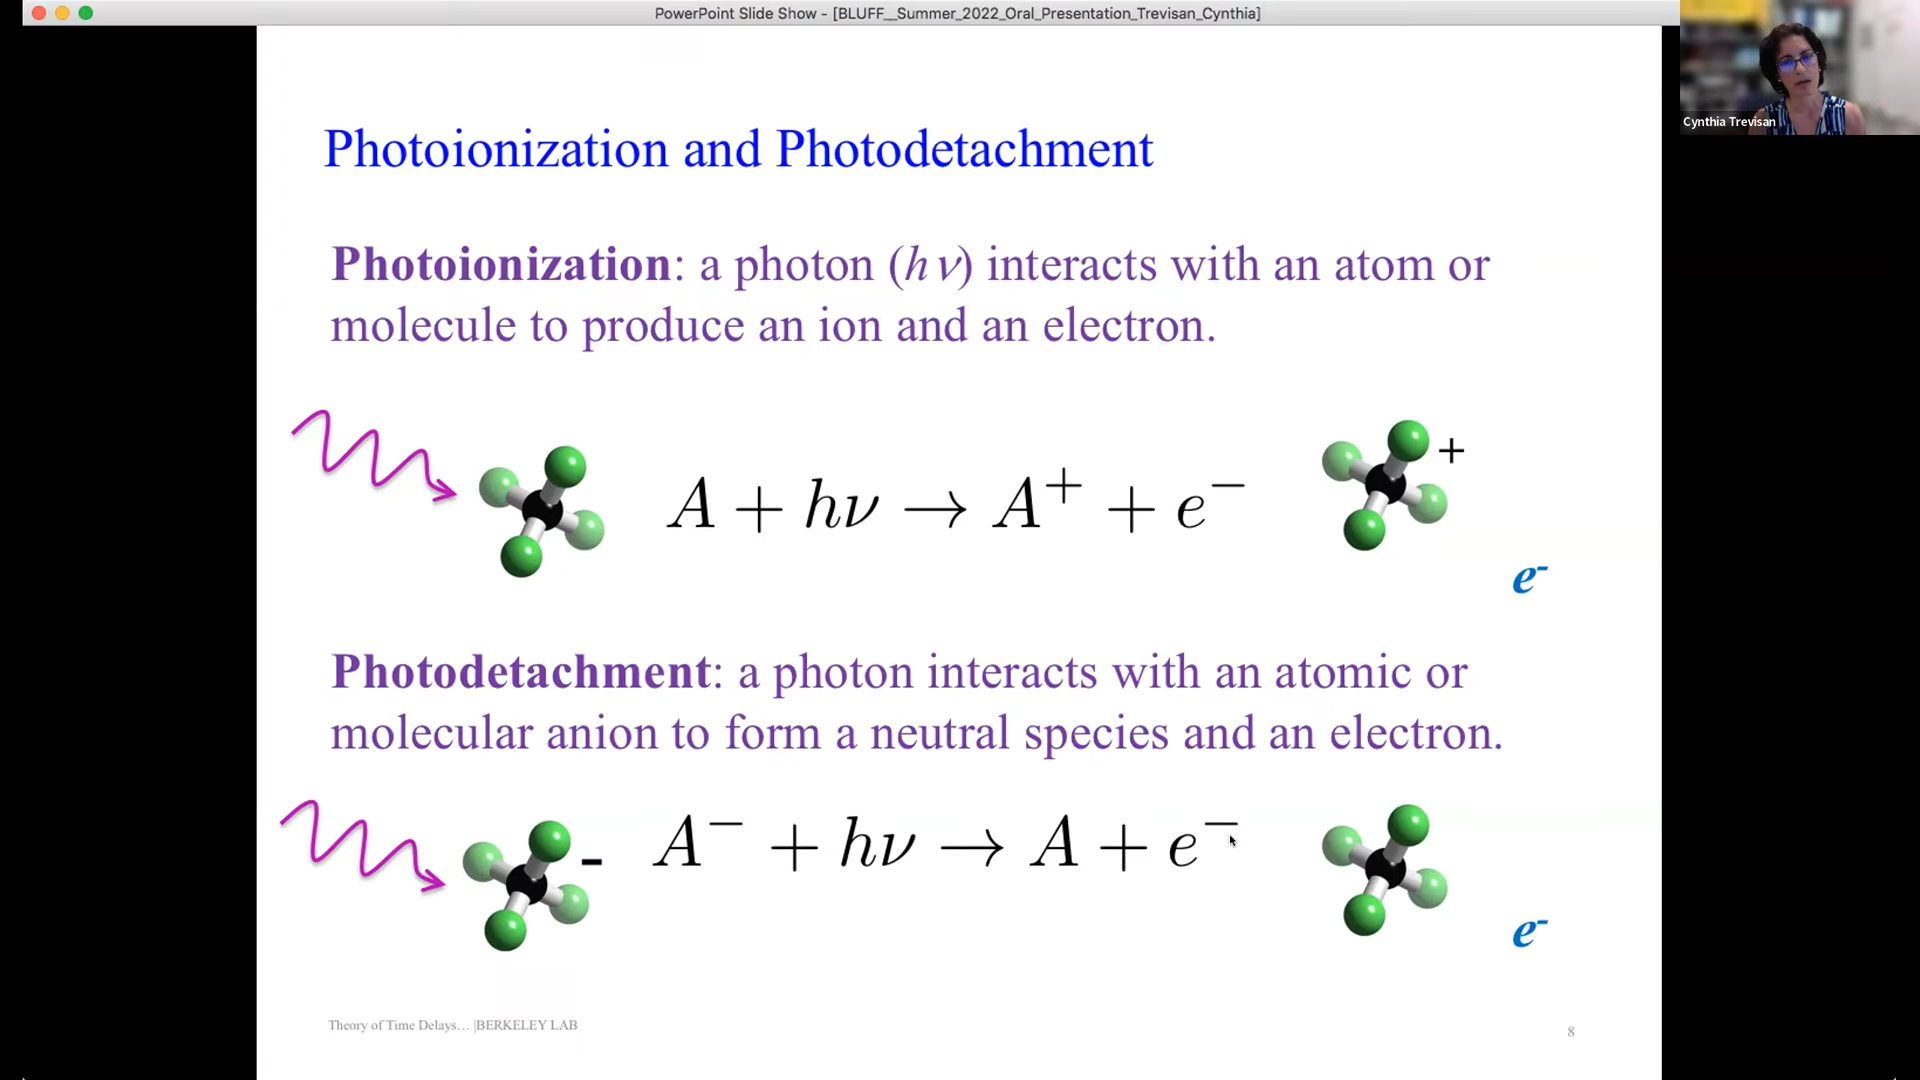 PowerPoint Slide Show - [BLUFF__Summer_2022_Oral_Presentation_Trevisan_Cynthia]
Cynthia Trevisan
Photoionization and Photodetachment
Photoionization: a photon (hν) interacts with an atom or
molecule to produce an ion and an electron.
A + hν → A⁺ + e⁻
+
e-
Photodetachment: a photon interacts with an atomic or
molecular anion to form a neutral species and an electron.
-
A⁻ + hν → A + e⁻
e-
Theory of Time Delays… |BERKELEY LAB
8